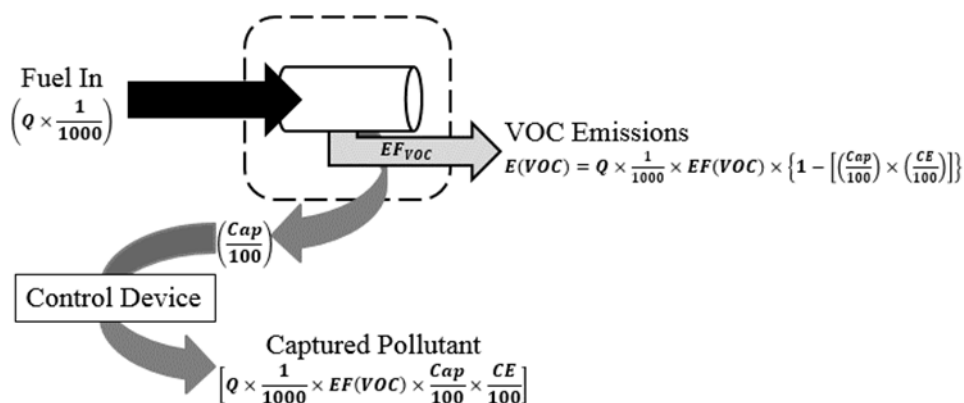 Fuel In
(Q × 1/1000)
EF_VOC
VOC Emissions
E(VOC) = Q × 1/1000 × EF(VOC) × {1 − [(Cap/100) × (CE/100)]}
(Cap/100)
Control Device
Captured Pollutant
[Q × 1/1000 × EF(VOC) × Cap/100 × CE/100]